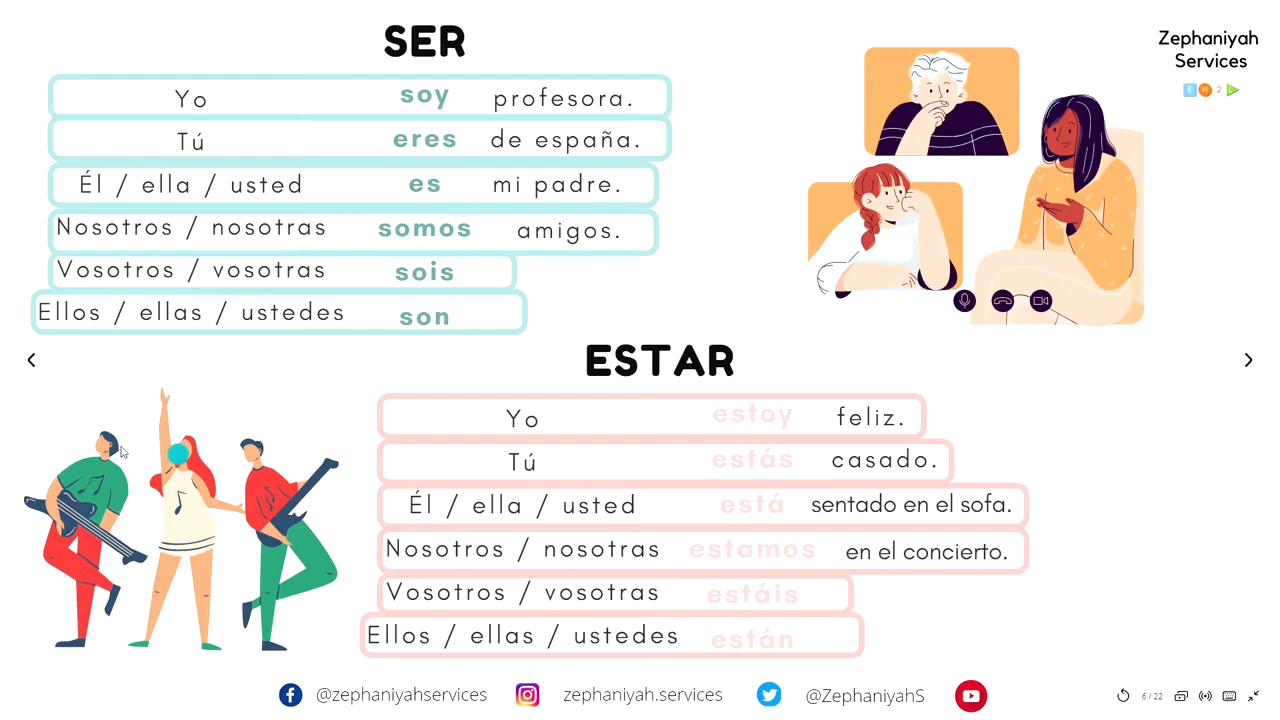 SER
Zephaniyah
Services
E W 2
Yo soy profesora.
Tú eres de españa.
Él / ella / usted es mi padre.
Nosotros / nosotras somos amigos.
Vosotros / vosotras sois
Ellos / ellas / ustedes son
ESTAR
Yo estoy feliz.
Tú estás casado.
Él / ella / usted está sentado en el sofa.
Nosotros / nosotras estamos en el concierto.
Vosotros / vosotras estáis
Ellos / ellas / ustedes están
@zephaniyahservices zephaniyah.services @ZephaniyahS
6 / 22